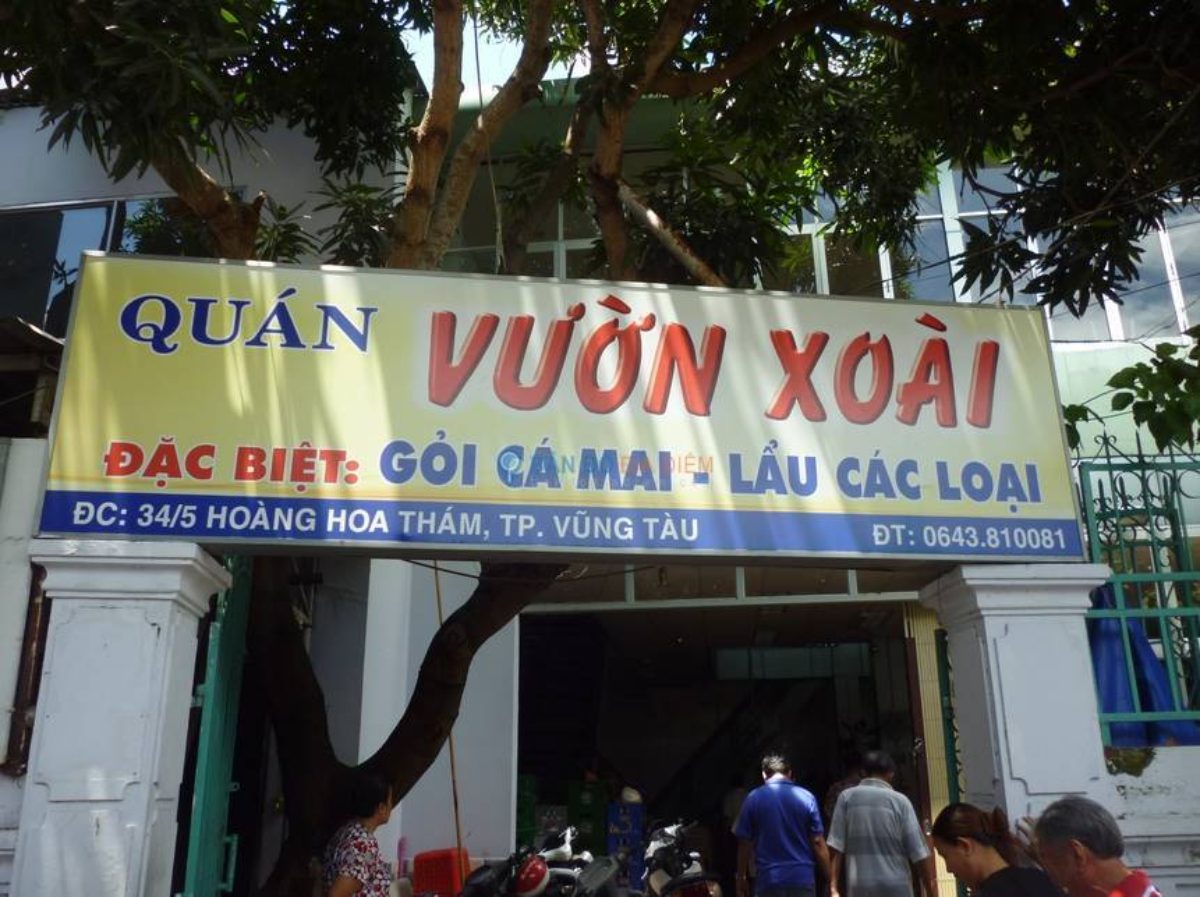 QUÁN VƯỜN XOÀI
ĐẶC BIỆT: GỎI CÁ MAI - LẨU CÁC LOẠI
ĐC: 34/5 HOÀNG HOA THÁM, TP. VŨNG TÀU ĐT: 0643.810081